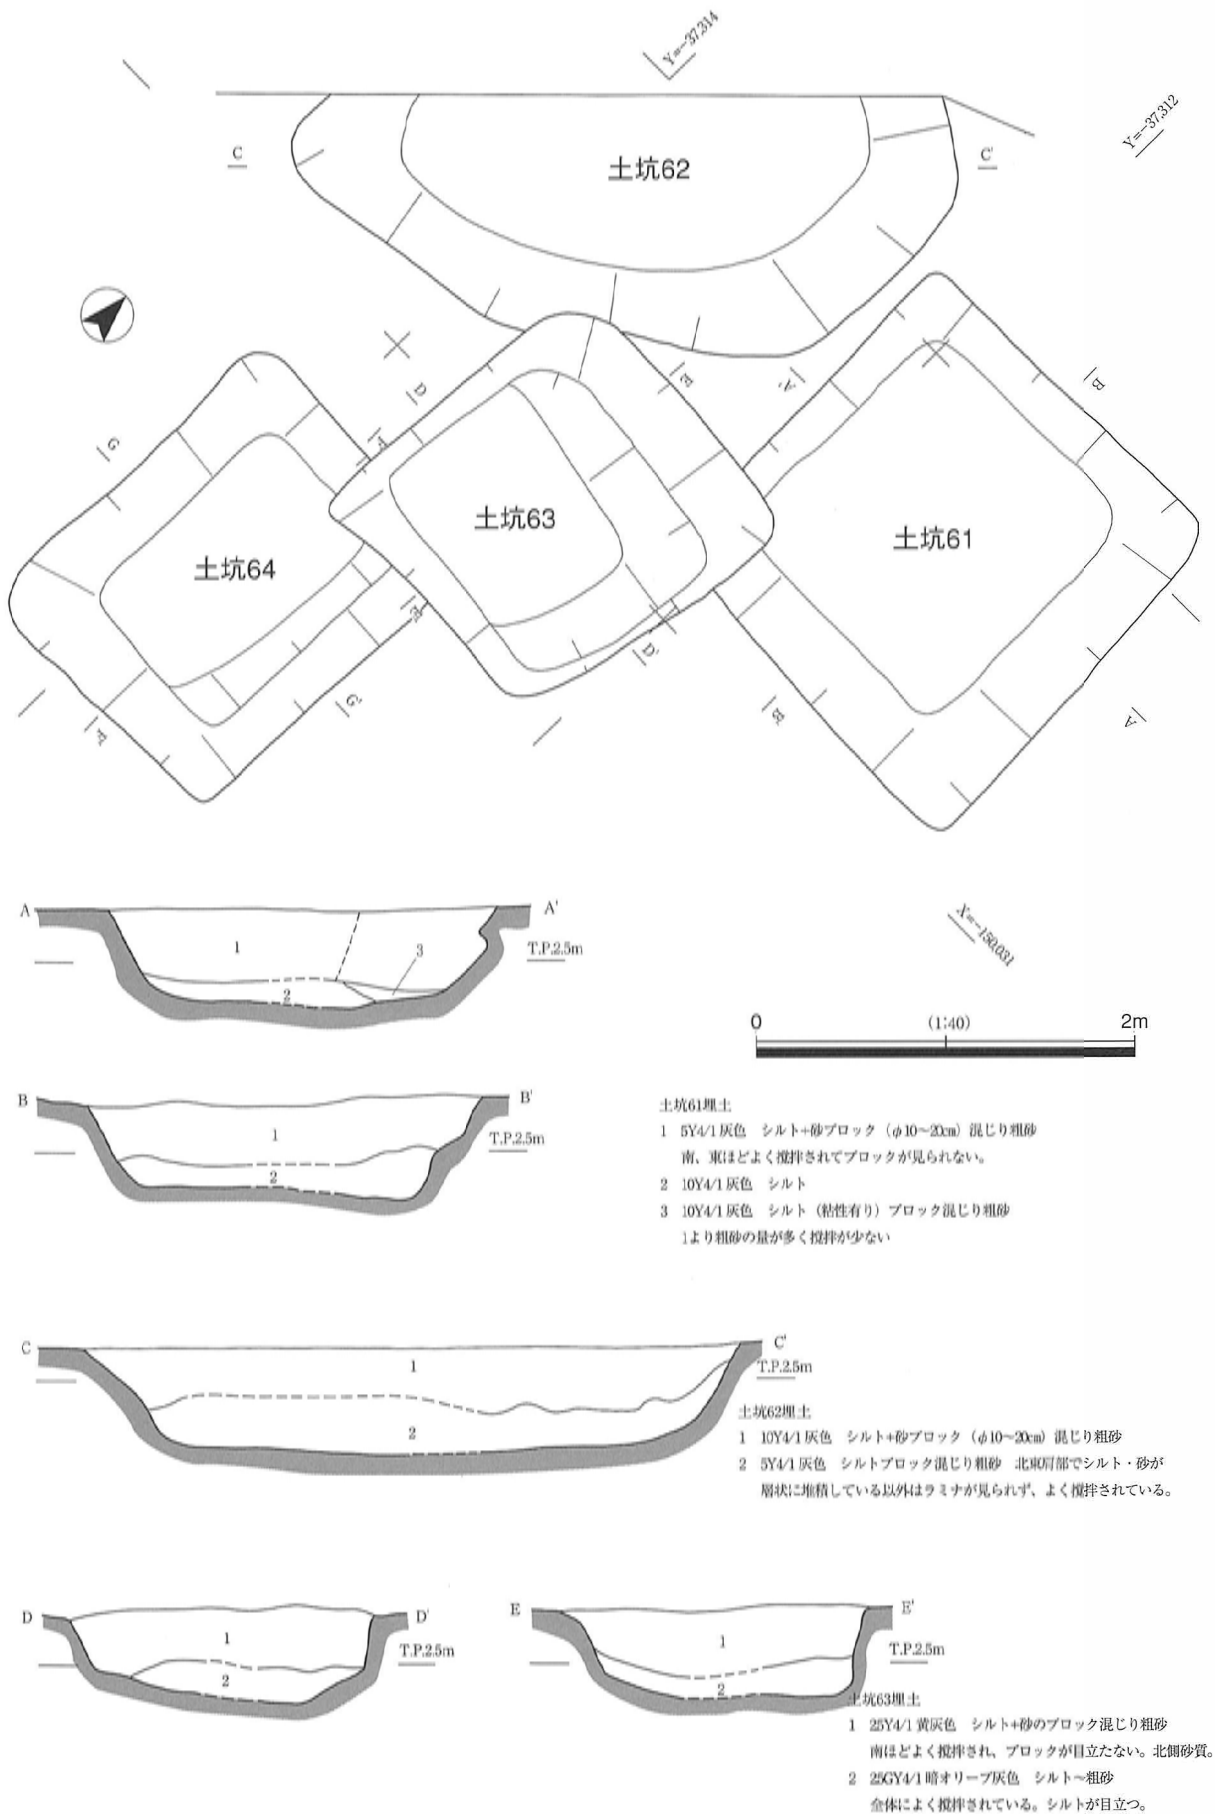 Y=-37,314
Y=-37,312
C
C'
土坑62
D
E
A'
B
G
A
土坑63
土坑61
土坑64
E'
D'
G'
B'
F'
A
X=-150,031
A
A'
1
3
2
T.P.2.5m
0
(1:40)
2m
B
B'
1
2
T.P.2.5m
土坑61埋土
1 5Y4/1 灰色 シルト+砂ブロック（φ10〜20cm）混じり粗砂
南、東ほどよく撹拌されてブロックが見られない。
2 10Y4/1 灰色 シルト
3 10Y4/1 灰色 シルト（粘性有り）ブロック混じり粗砂
1より粗砂の量が多く撹拌が少ない
C
C'
1
2
T.P.2.5m
土坑62埋土
1 10Y4/1 灰色 シルト+砂ブロック（φ10〜20cm）混じり粗砂
2 5Y4/1 灰色 シルトブロック混じり粗砂 北東肩部でシルト・砂が
層状に堆積している以外はラミナが見られず、よく撹拌されている。
D
D'
1
2
T.P.2.5m
E
E'
1
2
T.P.2.5m
土坑63埋土
1 25Y4/1 黄灰色 シルト+砂のブロック混じり粗砂
南ほどよく撹拌され、ブロックが目立たない。北側砂質。
2 25GY4/1 暗オリーブ灰色 シルト〜粗砂
全体によく撹拌されている。シルトが目立つ。